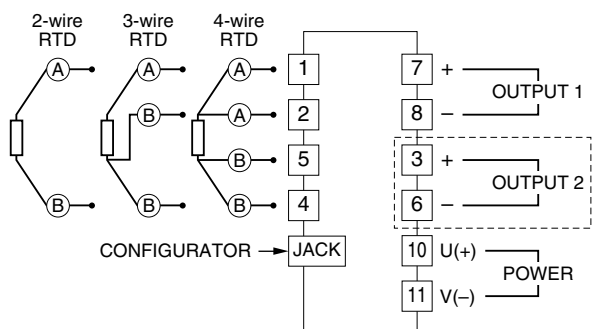 2-wire RTD
3-wire RTD
4-wire RTD
A A A 1 7 +
OUTPUT 1
B A 2 8 –
B 5 3 +
OUTPUT 2
B B B 4 6 –
CONFIGURATOR JACK 10 U(+)
POWER
11 V(–)